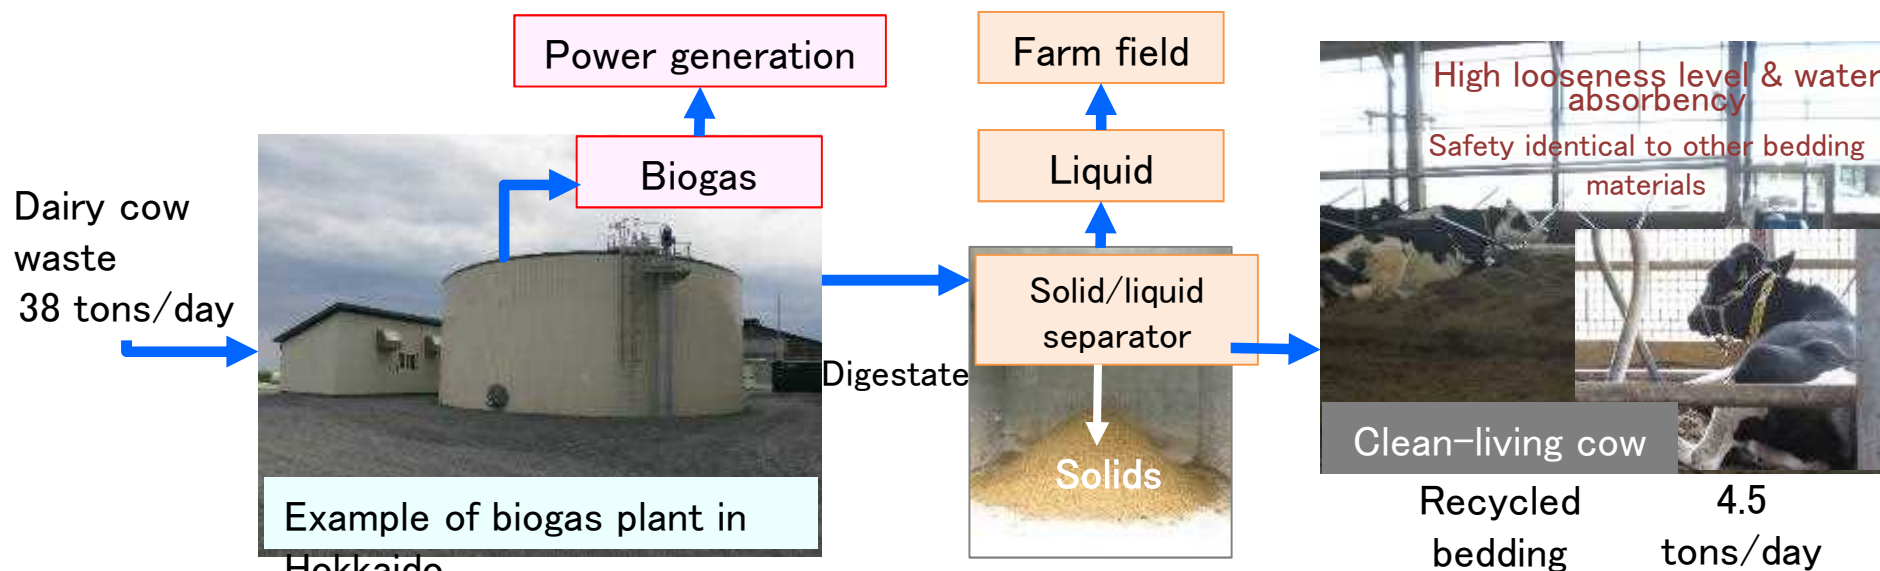 Power generation
Farm field
High looseness level & water
absorbency
Safety identical to other bedding
materials
Biogas
Liquid
Dairy cow
waste
38 tons/day
Solid/liquid
separator
Digestate
Solids
Clean-living cow
Example of biogas plant in
Hokkaido
Recycled
bedding
4.5
tons/day